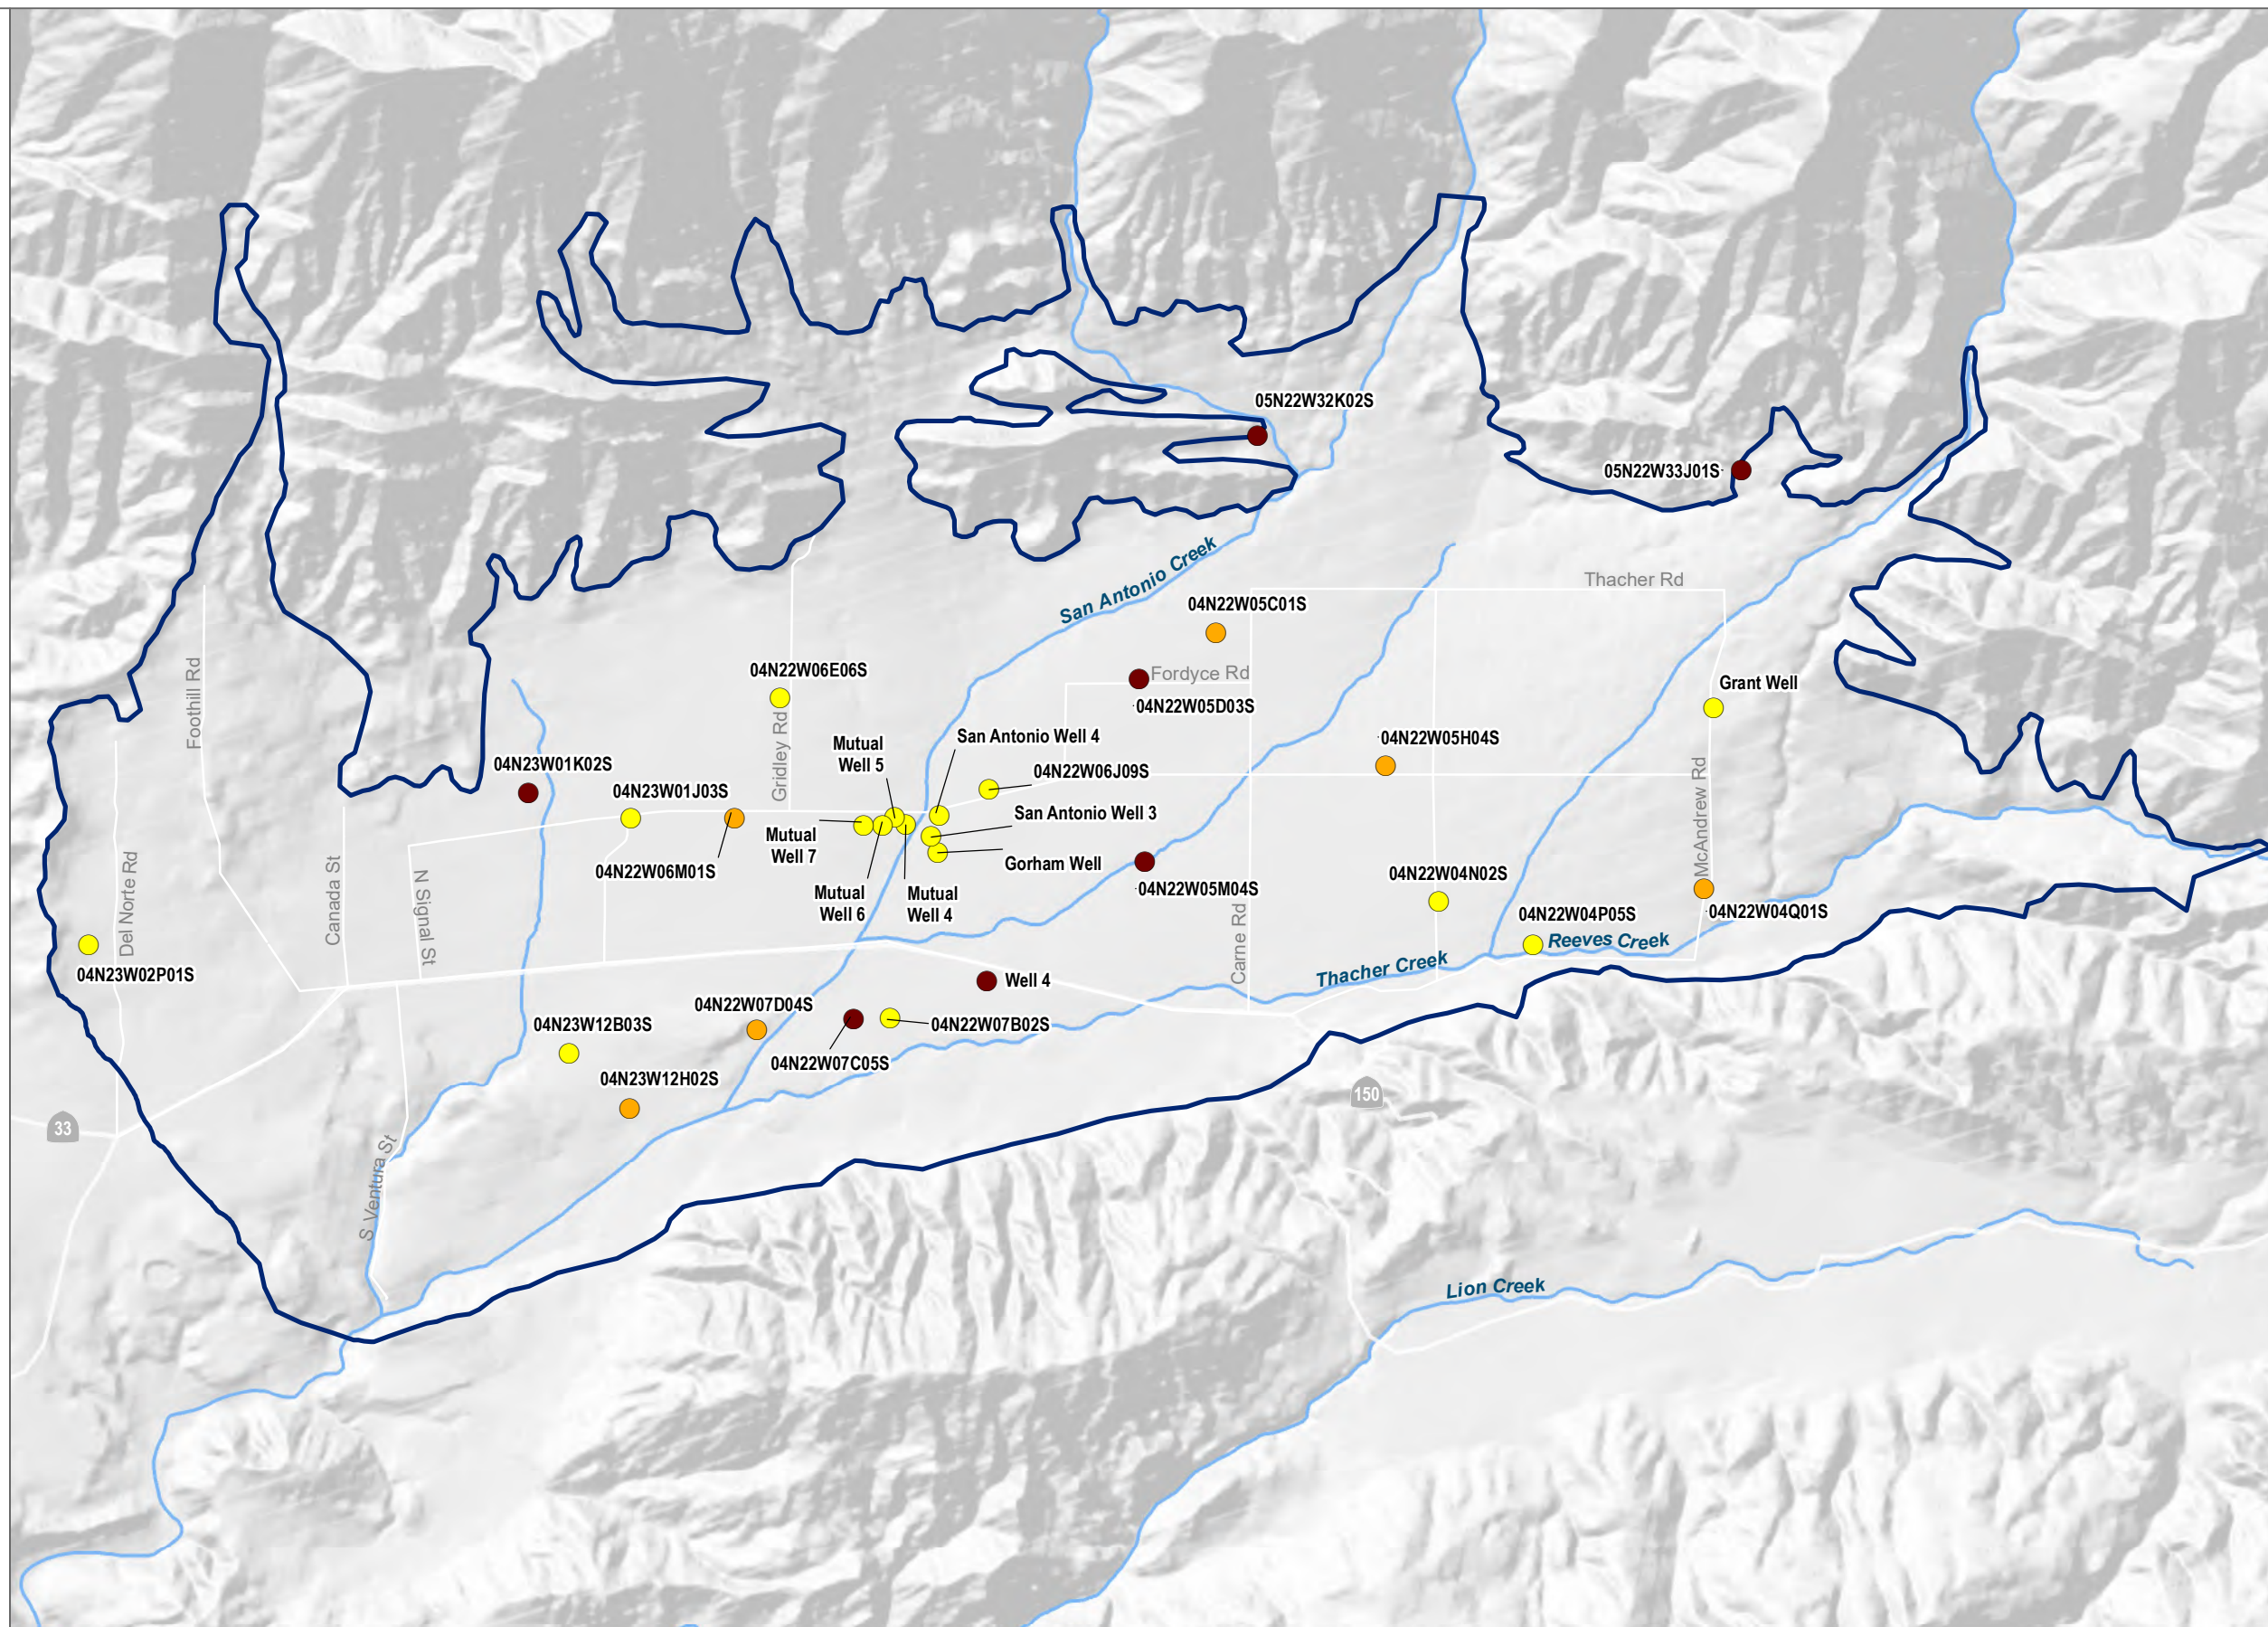 05N22W32K02S
05N22W33J01S
San Antonio Creek
Thacher Rd
04N22W05C01S
Foothill Rd
04N22W06E06S
Fordyce Rd
Grant Well
04N22W05D03S
Gridley Rd
San Antonio Well 4
04N22W05H04S
Mutual
Well 5
04N23W01K02S
04N22W06J09S
04N23W01J03S
McAndrew Rd
San Antonio Well 3
Mutual
Well 7
Gorham Well
04N22W06M01S
04N22W04N02S
04N22W05M04S
Mutual
Well 6
Mutual
Well 4
Del Norte Rd
Canada St
N Signal St
Carne Rd
04N22W04P05S
04N22W04Q01S
Reeves Creek
04N23W02P01S
Thacher Creek
Well 4
04N22W07D04S
04N23W12B03S
04N22W07B02S
04N22W07C05S
04N23W12H02S
150
33
S Ventura St
Lion Creek